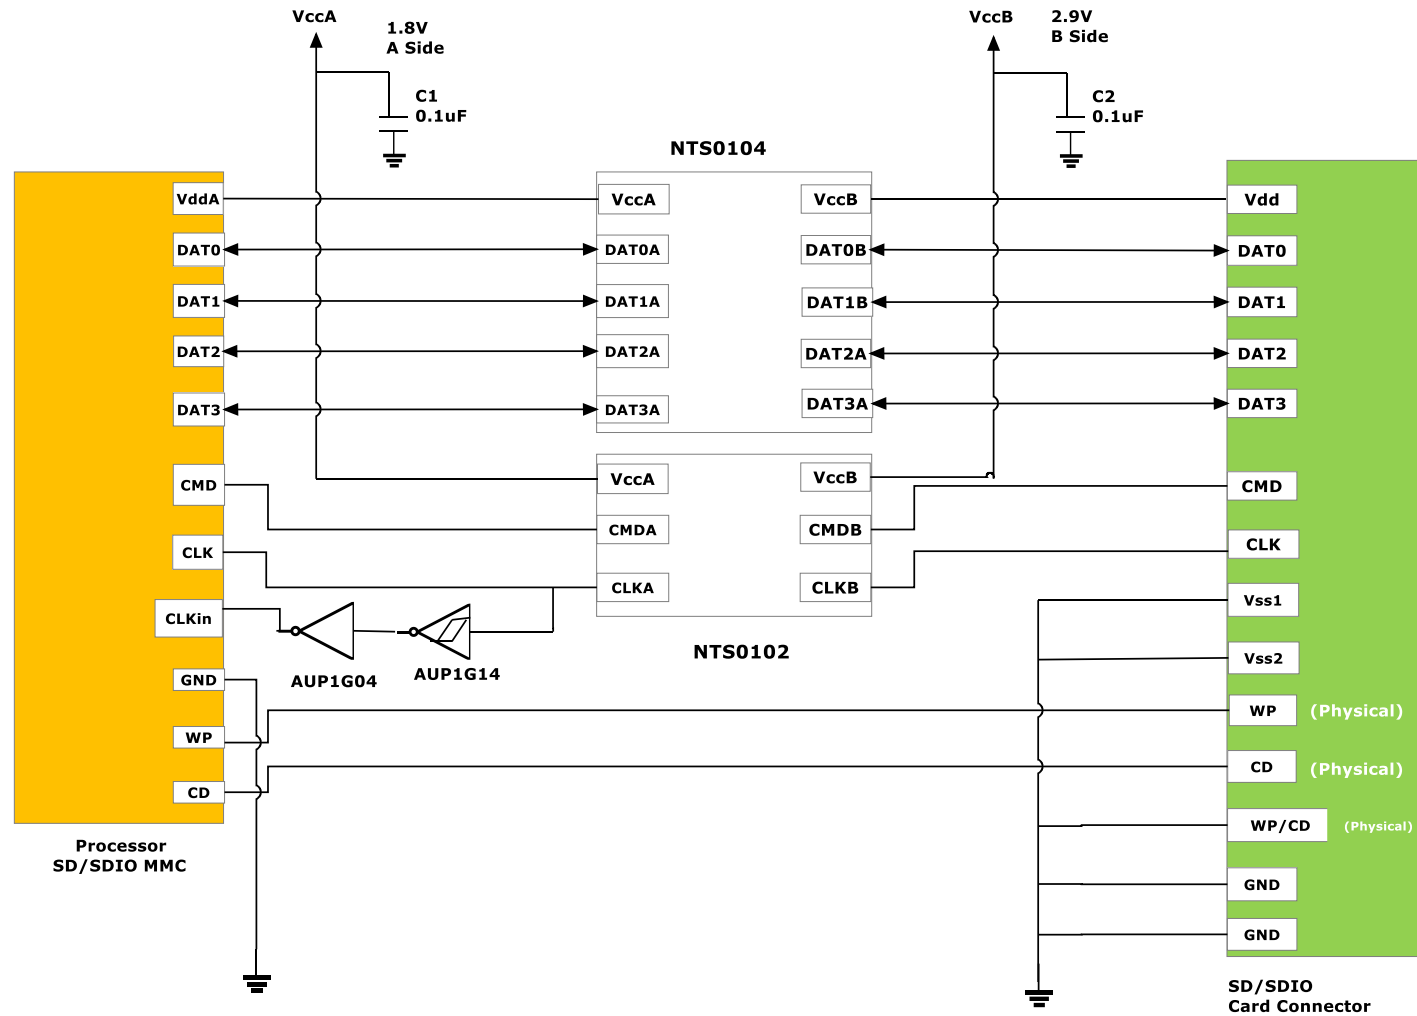 VccA
1.8V
A Side
C1
0.1uF
VccB
2.9V
B Side
C2
0.1uF
NTS0104
VddA
DAT0
DAT1
DAT2
DAT3
CMD
CLK
CLKin
GND
WP
CD
Processor
SD/SDIO MMC
VccA
DAT0A
DAT1A
DAT2A
DAT3A
VccB
DAT0B
DAT1B
DAT2A
DAT3A
VccA
CMDA
CLKA
VccB
CMDB
CLKB
NTS0102
AUP1G04
AUP1G14
Vdd
DAT0
DAT1
DAT2
DAT3
CMD
CLK
Vss1
Vss2
WP (Physical)
CD (Physical)
WP/CD (Physical)
GND
GND
SD/SDIO
Card Connector